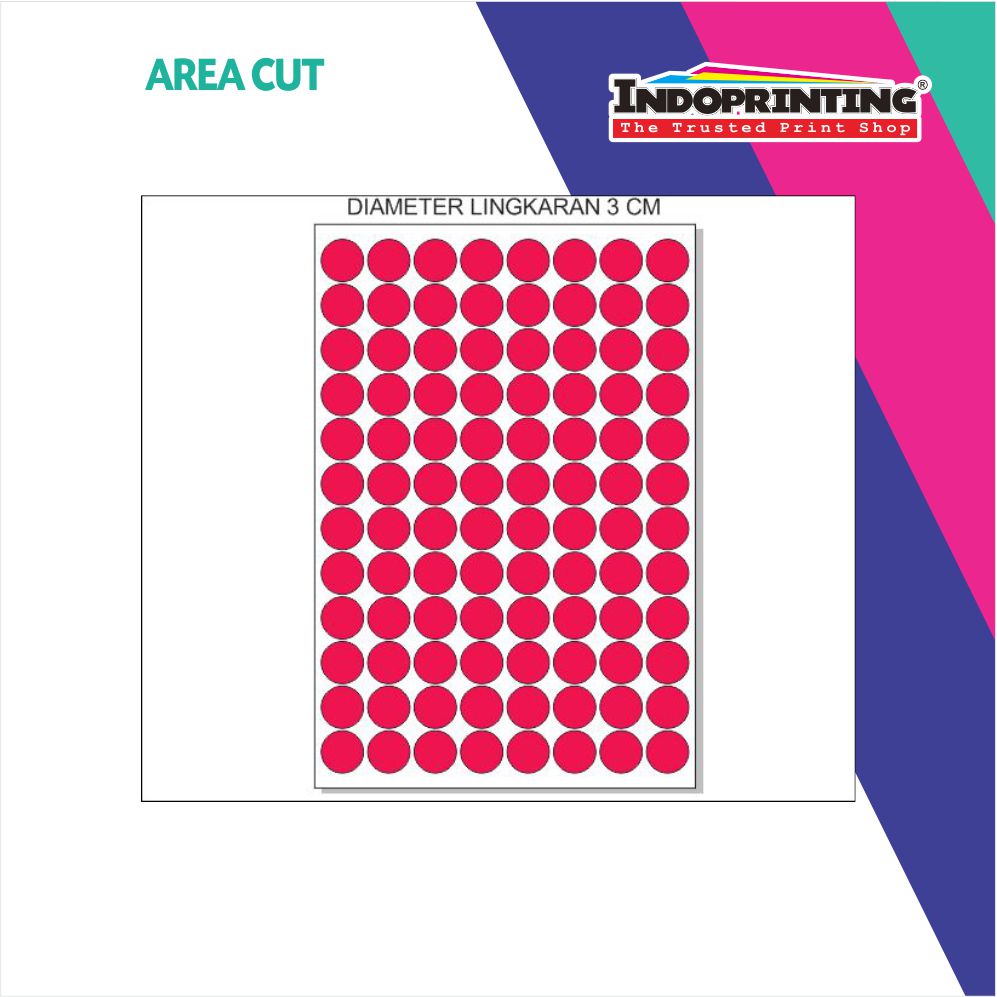 AREA CUT
INDOPRINTING®
The Trusted Print Shop
DIAMETER LINGKARAN 3 CM